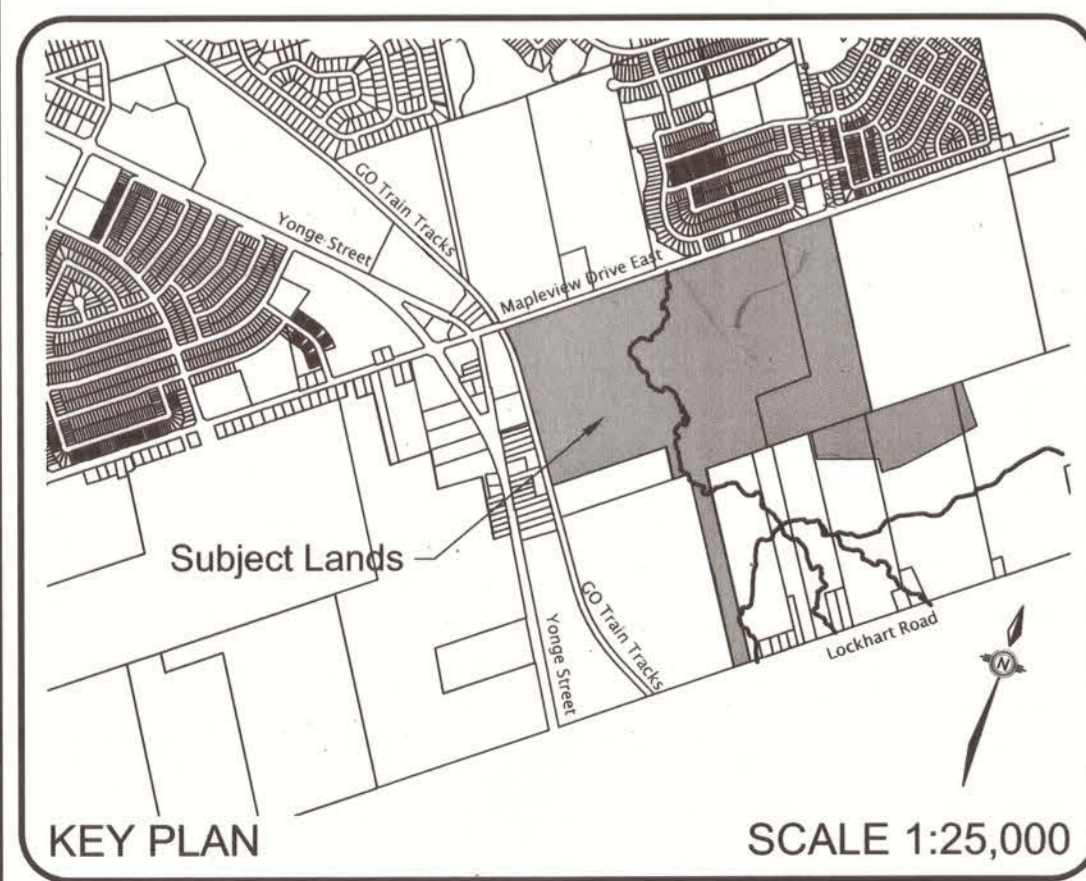 GO Train Tracks
Yonge Street
Mapleview Drive East
Subject Lands
GO Train Tracks
Yonge Street
Lockhart Road
N
KEY PLAN
SCALE 1:25,000